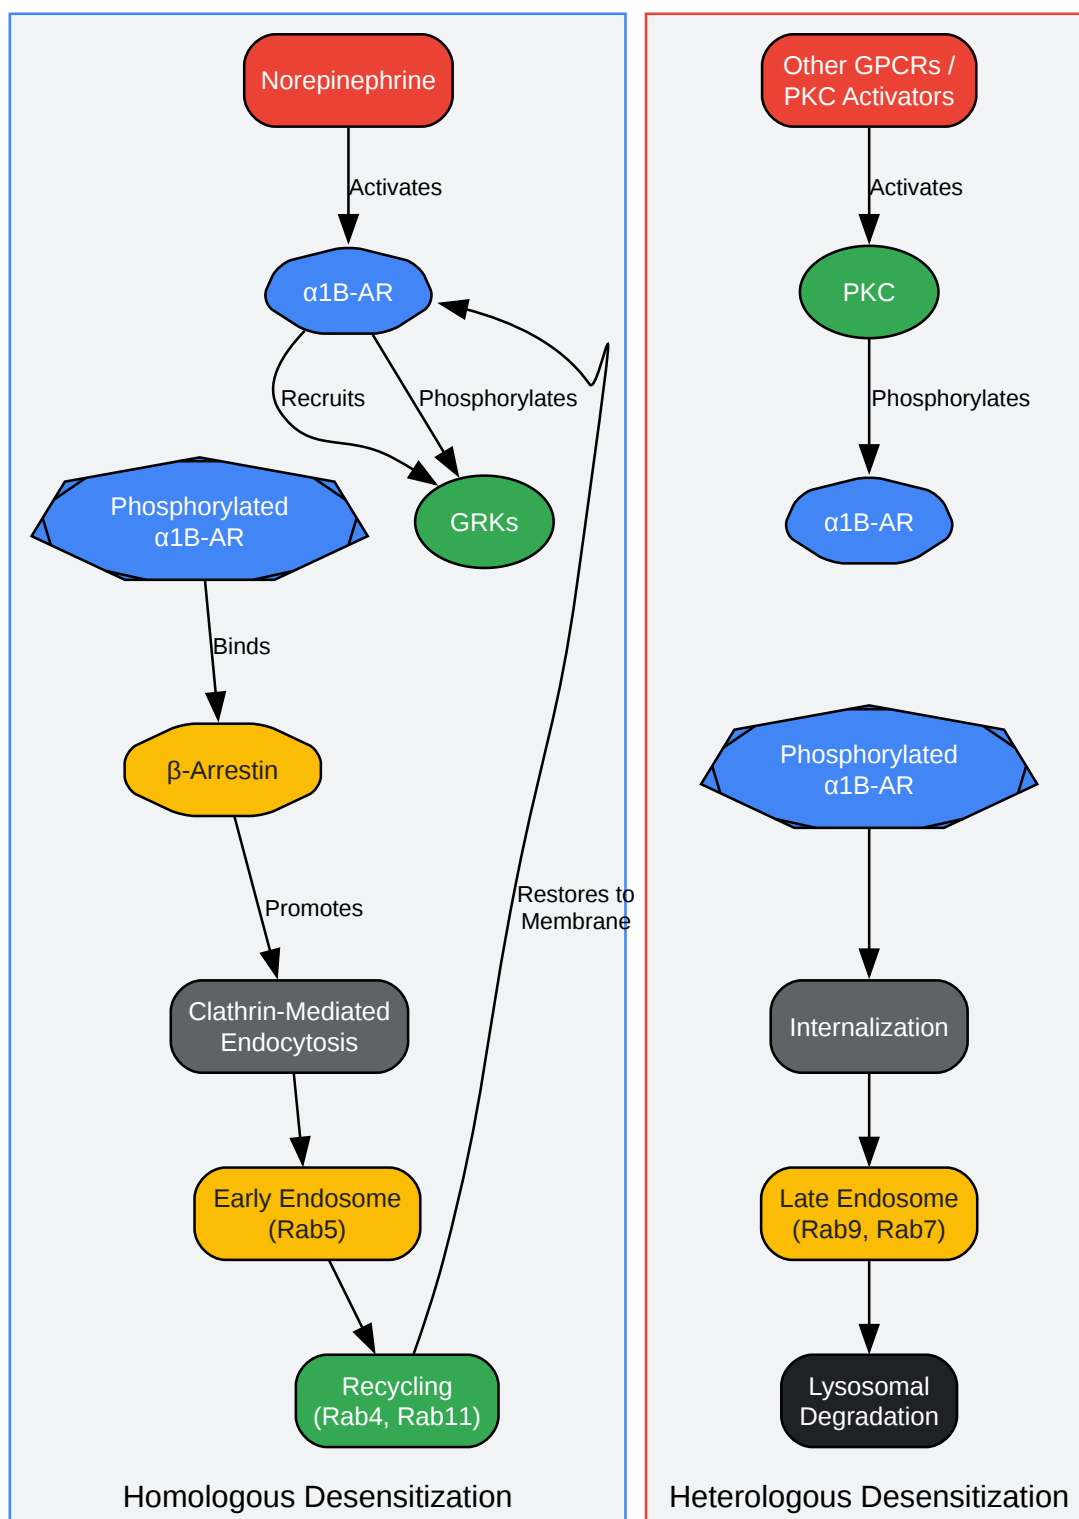 Norepinephrine
Activates
α1B-AR
Recruits
Phosphorylates
Phosphorylated
α1B-AR
GRKs
Binds
β-Arrestin
Promotes
Restores to
Membrane
Clathrin-Mediated
Endocytosis
Early Endosome
(Rab5)
Recycling
(Rab4, Rab11)
Homologous Desensitization
Other GPCRs /
PKC Activators
Activates
PKC
Phosphorylates
α1B-AR
Phosphorylated
α1B-AR
Internalization
Late Endosome
(Rab9, Rab7)
Lysosomal
Degradation
Heterologous Desensitization